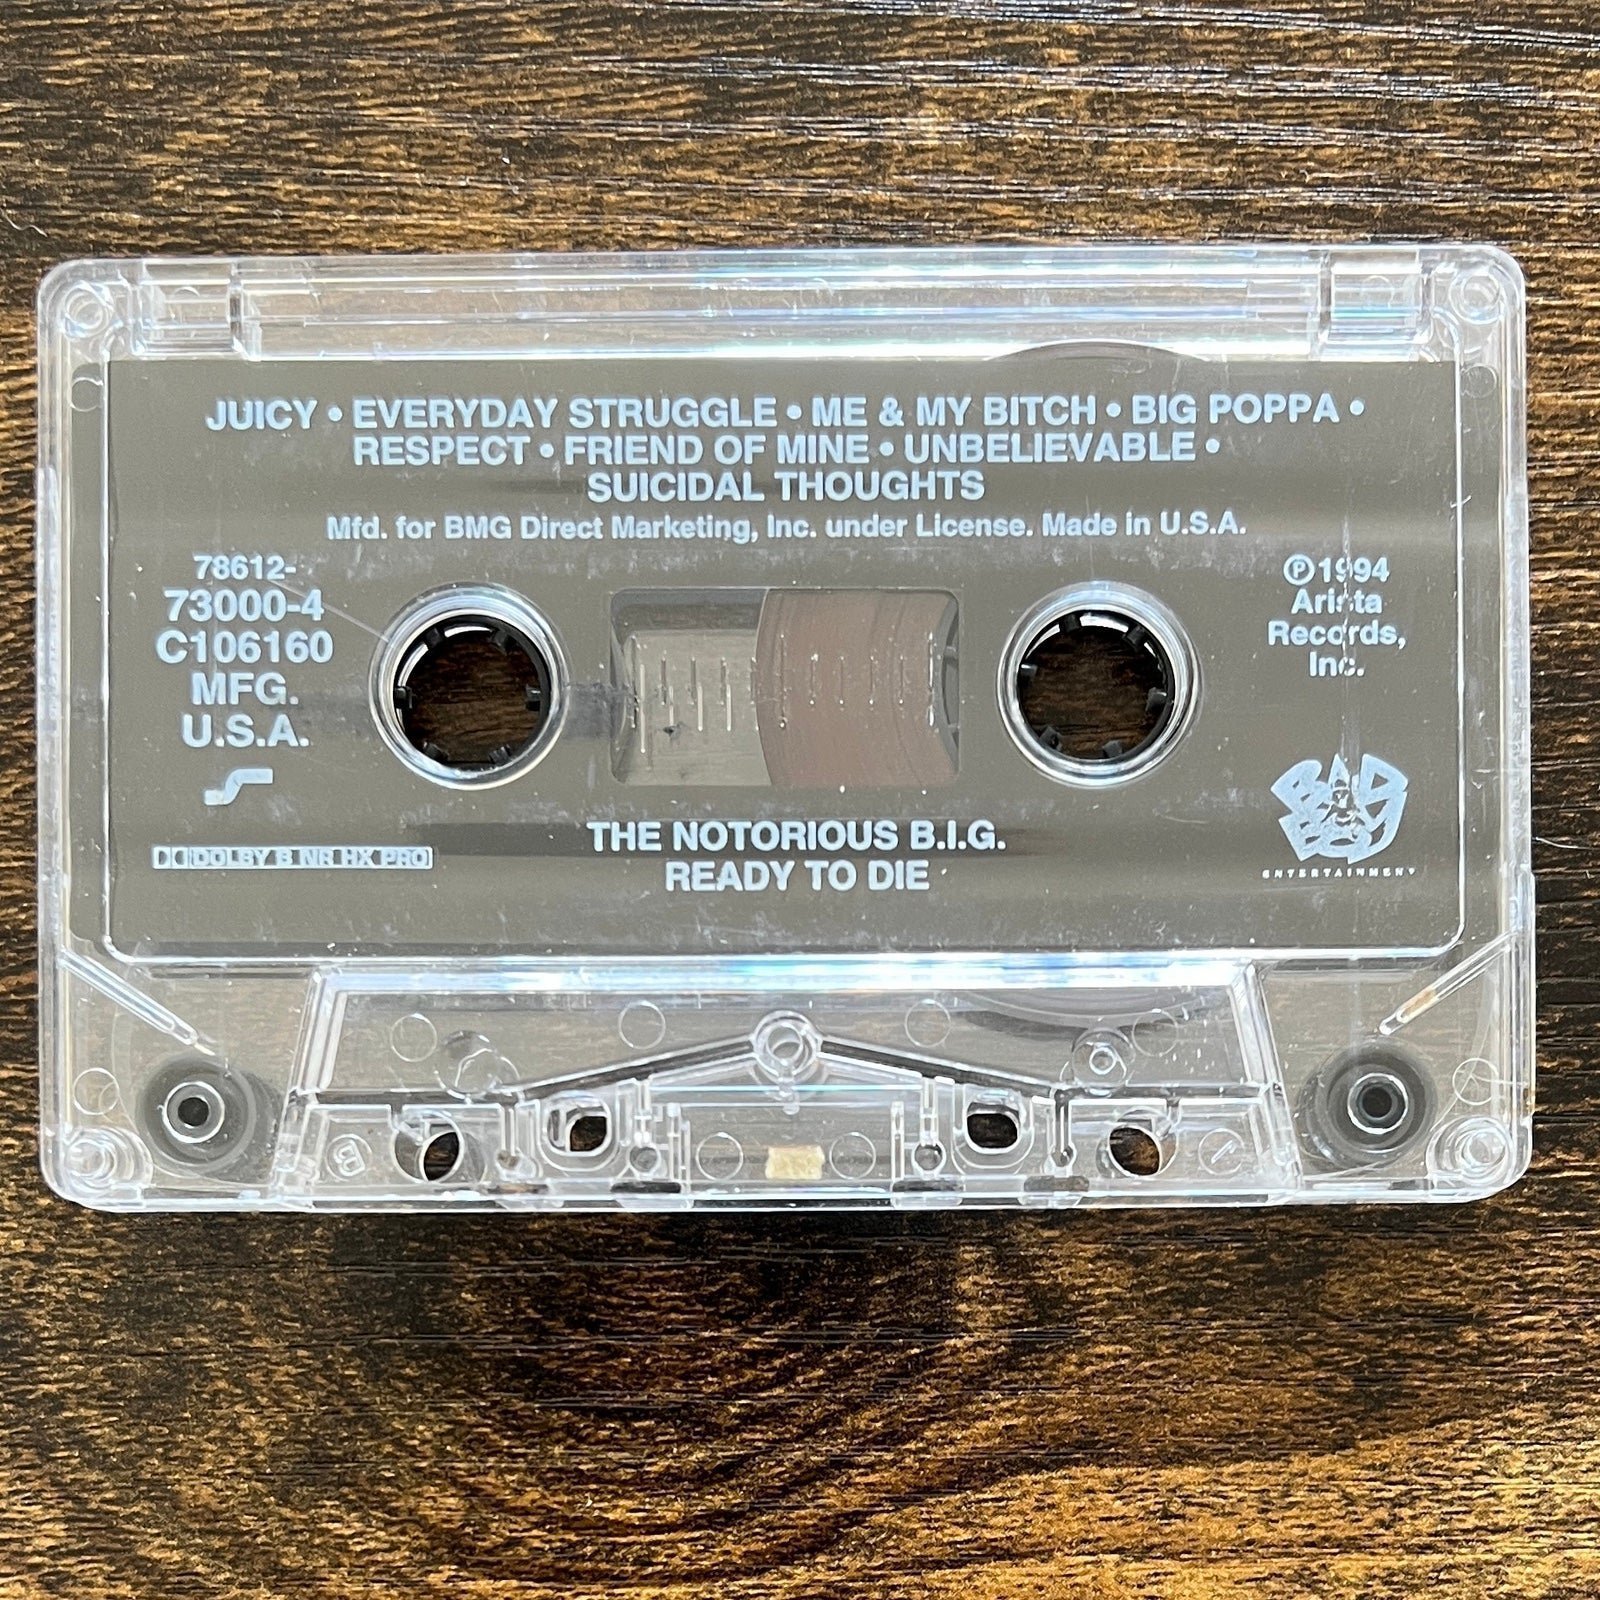 JUICY • EVERYDAY STRUGGLE • ME & MY BITCH • BIG POPPA •
RESPECT • FRIEND OF MINE • UNBELIEVABLE •
SUICIDAL THOUGHTS
Mfd. for BMG Direct Marketing, Inc. under License. Made in U.S.A.
78612-
73000-4
C106160
MFG.
U.S.A.
℗1994
Arista
Records,
Inc.
DOLBY B NR HX PRO
THE NOTORIOUS B.I.G.
READY TO DIE
BAD
BOY
ENTERTAINMENT
B